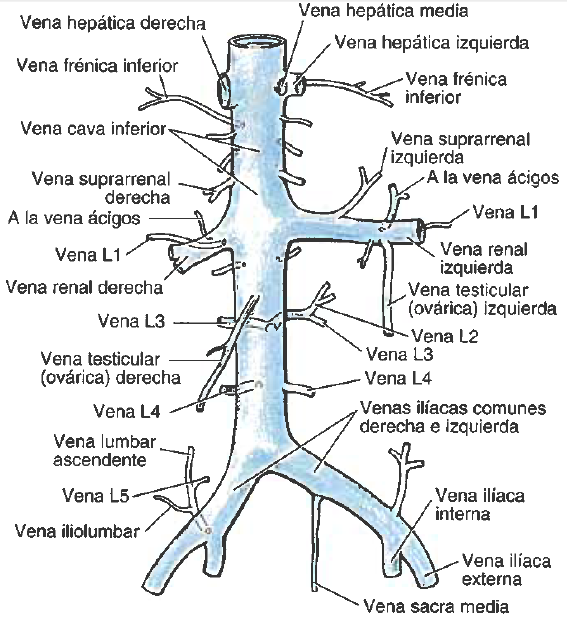 Vena hepática media
Vena hepática derecha
Vena hepática izquierda
Vena frénica inferior
Vena frénica
inferior
Vena cava inferior
Vena suprarrenal
izquierda
Vena suprarrenal
derecha
A la vena ácigos
A la vena ácigos
Vena L1
Vena L1
Vena renal
izquierda
Vena renal derecha
Vena testicular
(ovárica) izquierda
Vena L3
Vena L2
Vena L3
Vena testicular
(ovárica) derecha
Vena L4
Vena L4
Venas ilíacas comunes
derecha e izquierda
Vena lumbar
ascendente
Vena L5
Vena ilíaca
interna
Vena iliolumbar
Vena ilíaca
externa
Vena sacra media